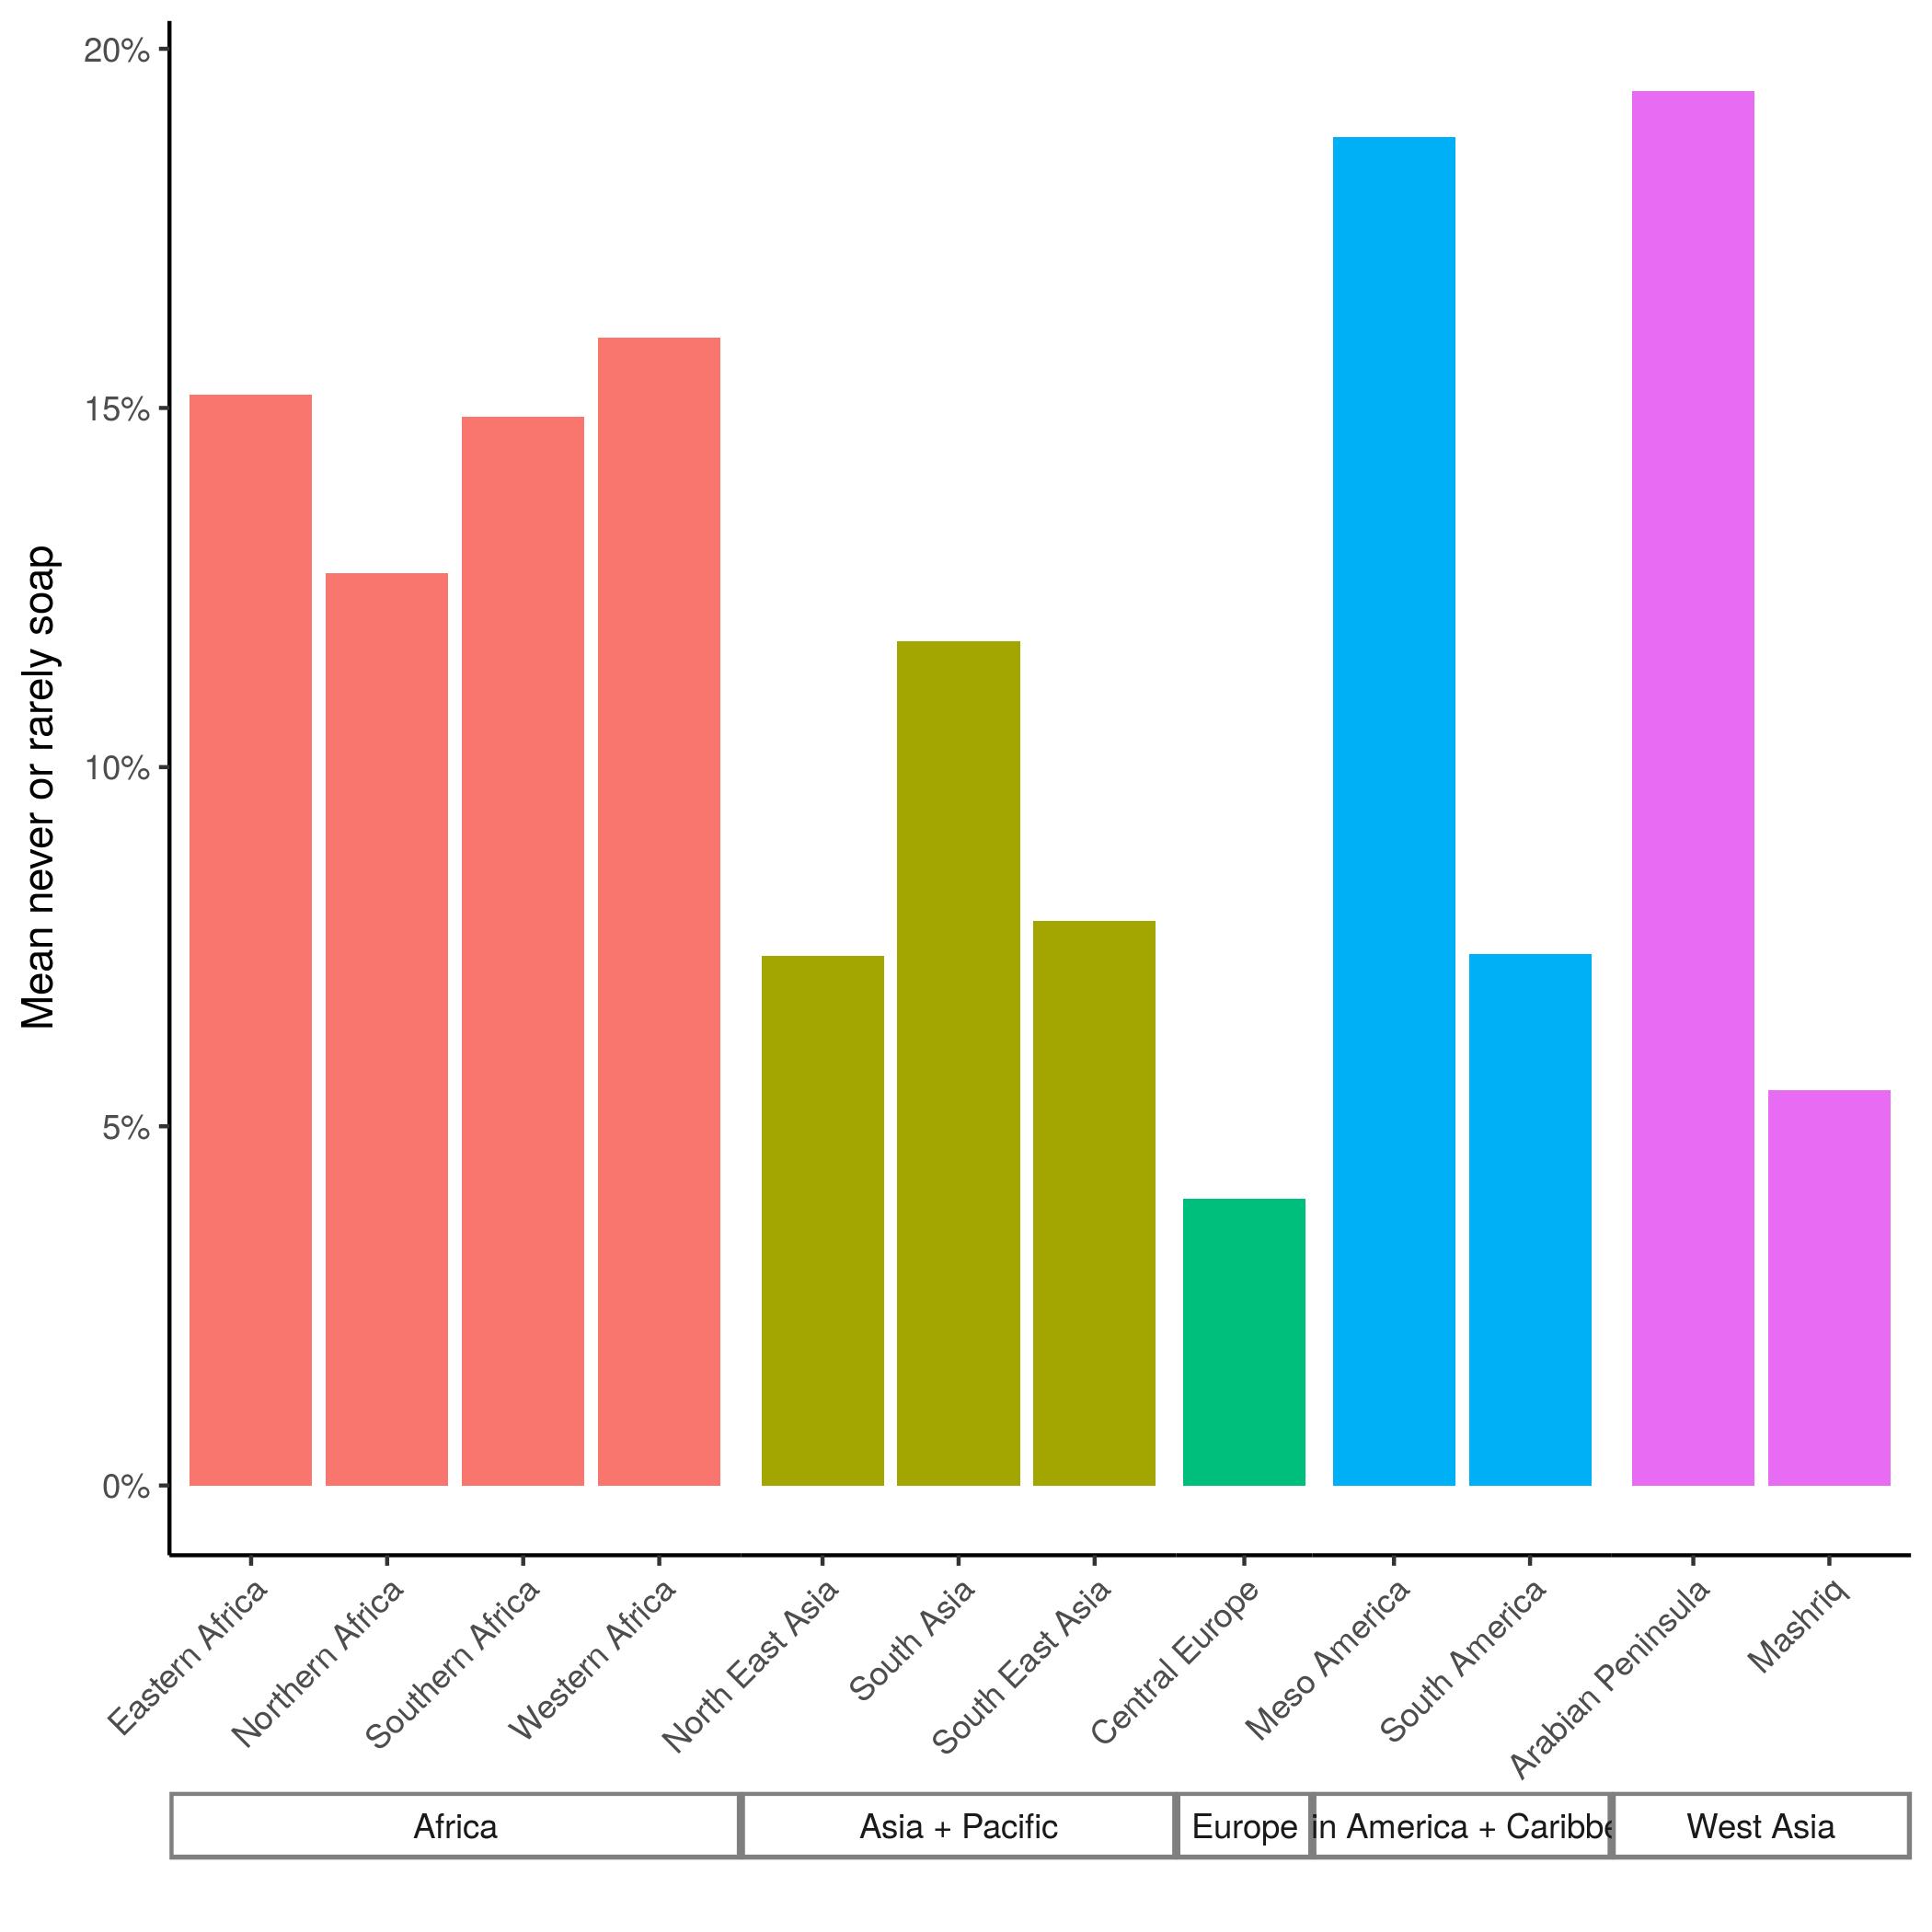 Mean never or rarely soap
20%
15%
10%
5%
0%
Eastern Africa
Northern Africa
Southern Africa
Western Africa
North East Asia
South Asia
South East Asia
Central Europe
Meso America
South America
Arabian Peninsula
Mashriq
Africa
Asia + Pacific
Europe
in America + Caribbe
West Asia